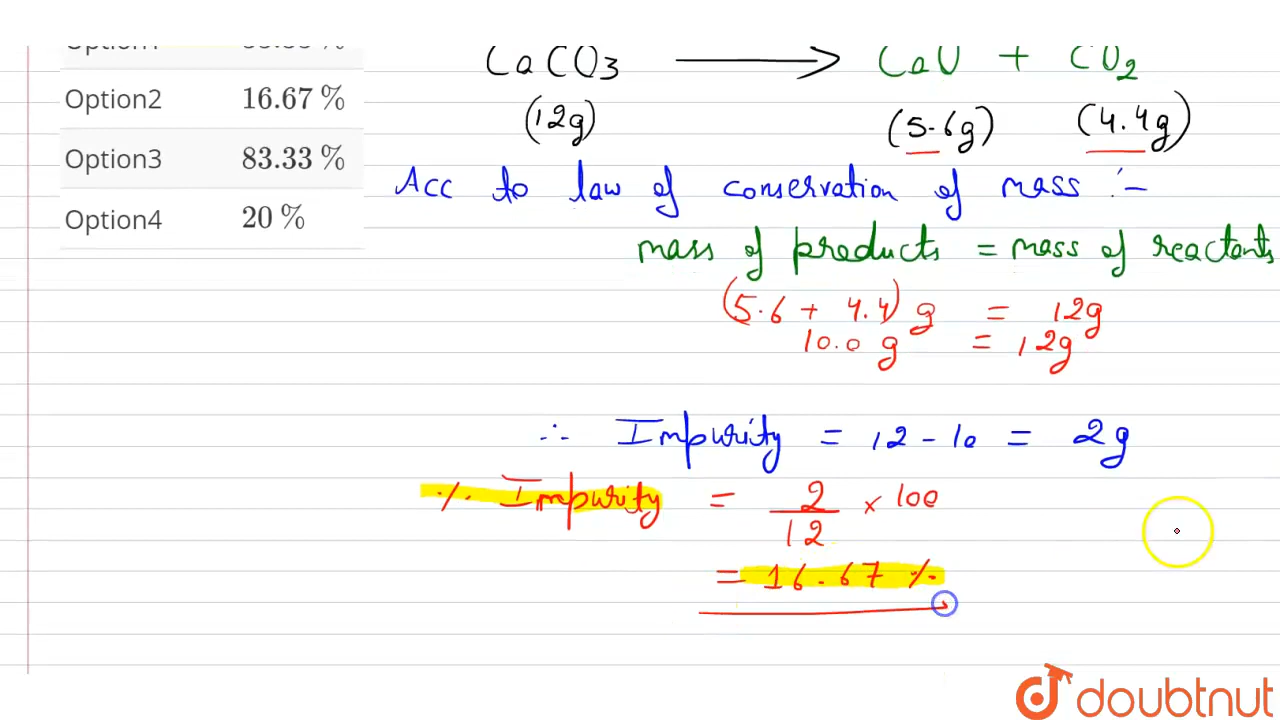 CaCO3 ⟶ CaO + CO2
Option2 16.67 %
(12g) (5.6g) (4.4g)
Option3 83.33 %
Acc to law of conservation of mass :-
Option4 20 %
mass of products = mass of reactants
(5.6 + 4.4) g = 12g
10.0 g = 12g
∴ Impurity = 12 - 10 = 2g
% Impurity = 2/12 × 100
= 16.67 %
doubtnut